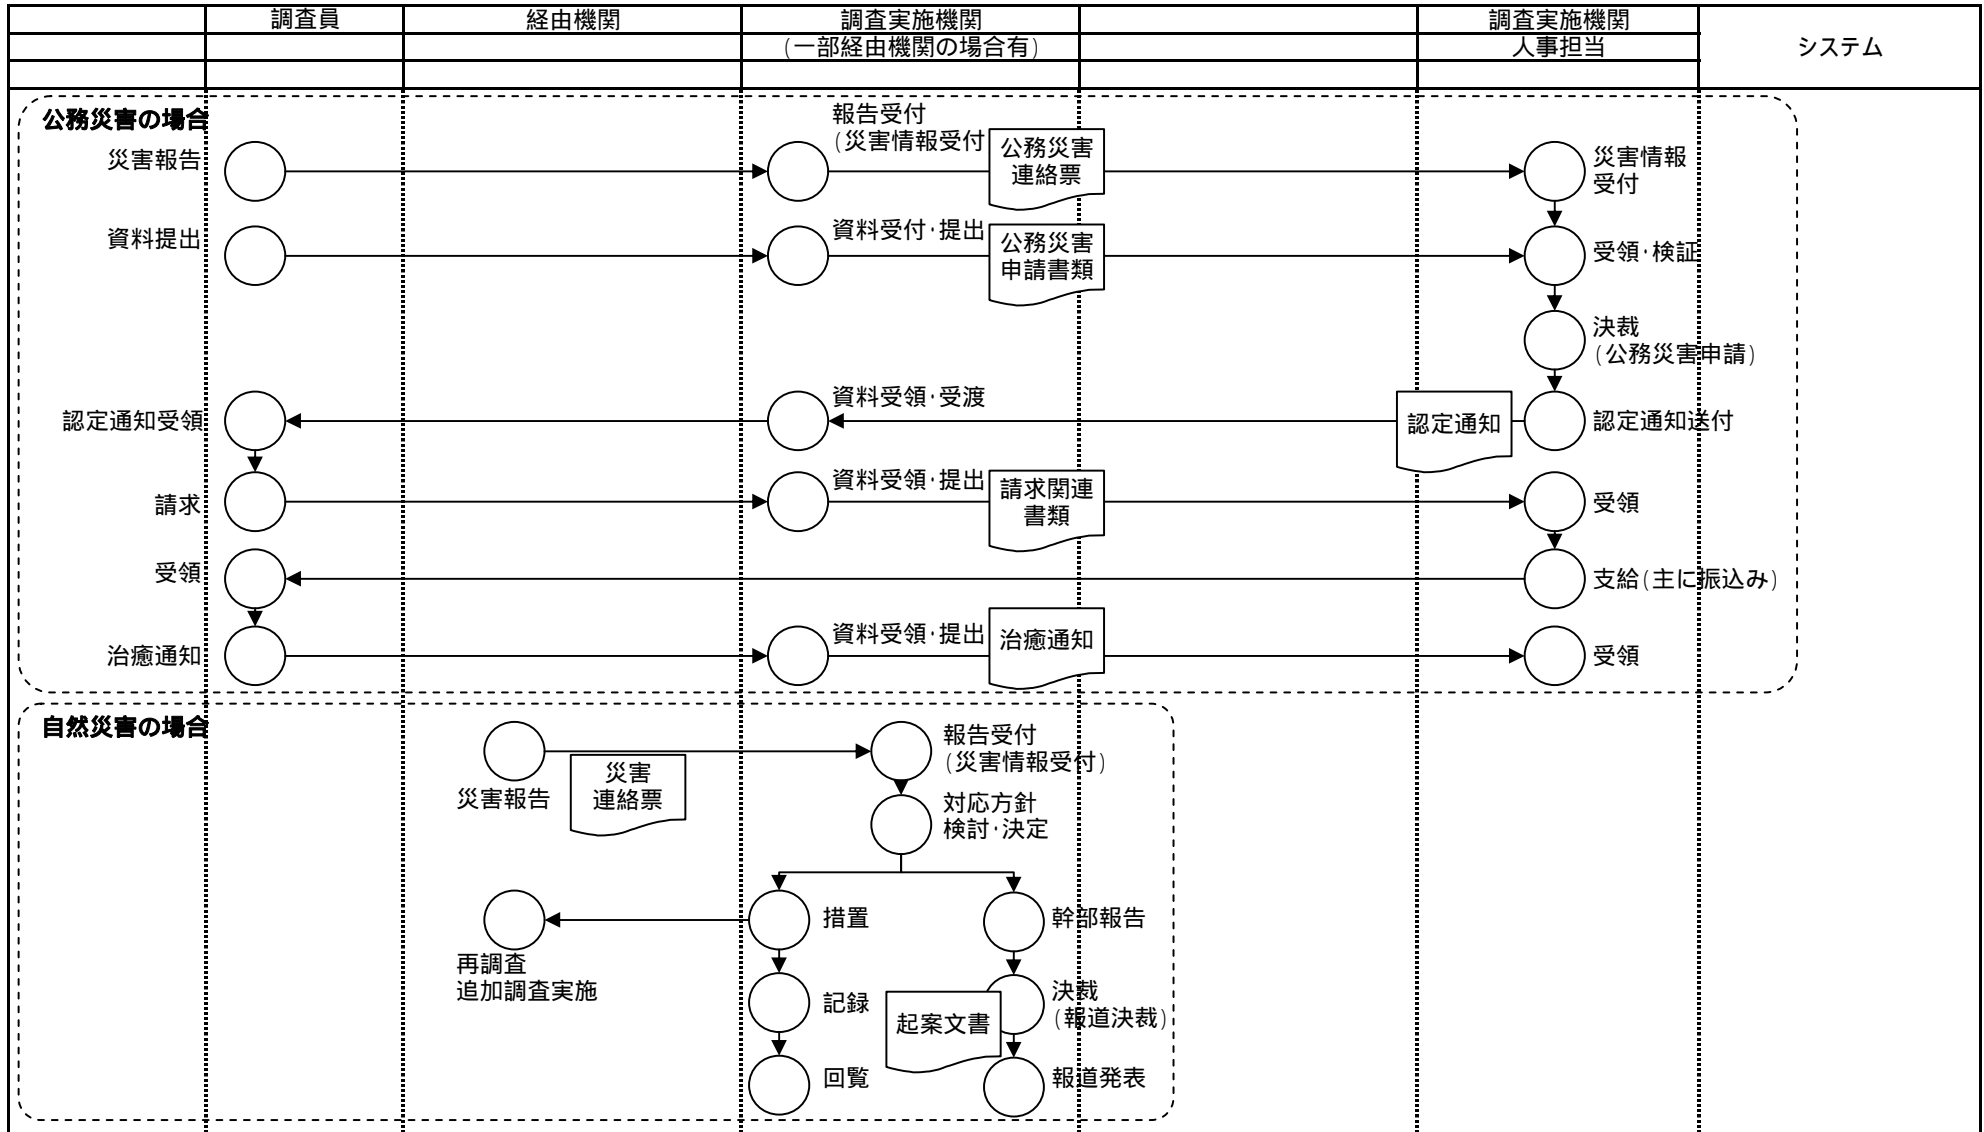 調査員
経由機関
調査実施機関
(一部経由機関の場合有)
調査実施機関
人事担当
システム
公務災害の場合
災害報告
報告受付
(災害情報受付
公務災害
連絡票
災害情報
受付
資料提出
資料受付・提出
公務災害
申請書類
受領・検証
決裁
(公務災害申請)
認定通知受領
資料受領・受渡
認定通知
認定通知送付
請求
資料受領・提出
請求関連
書類
受領
受領
支給(主に振込み)
治癒通知
資料受領・提出
治癒通知
受領
自然災害の場合
災害報告
災害
連絡票
報告受付
(災害情報受付)
対応方針
検討・決定
再調査
追加調査実施
措置
幹部報告
記録
起案文書
決裁
(報道決裁)
回覧
報道発表